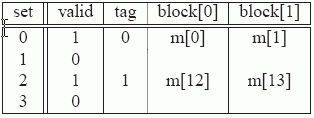 set valid tag block[0] block[1]
0 1 0 m[0] m[1]
1 0
2 1 1 m[12] m[13]
3 0